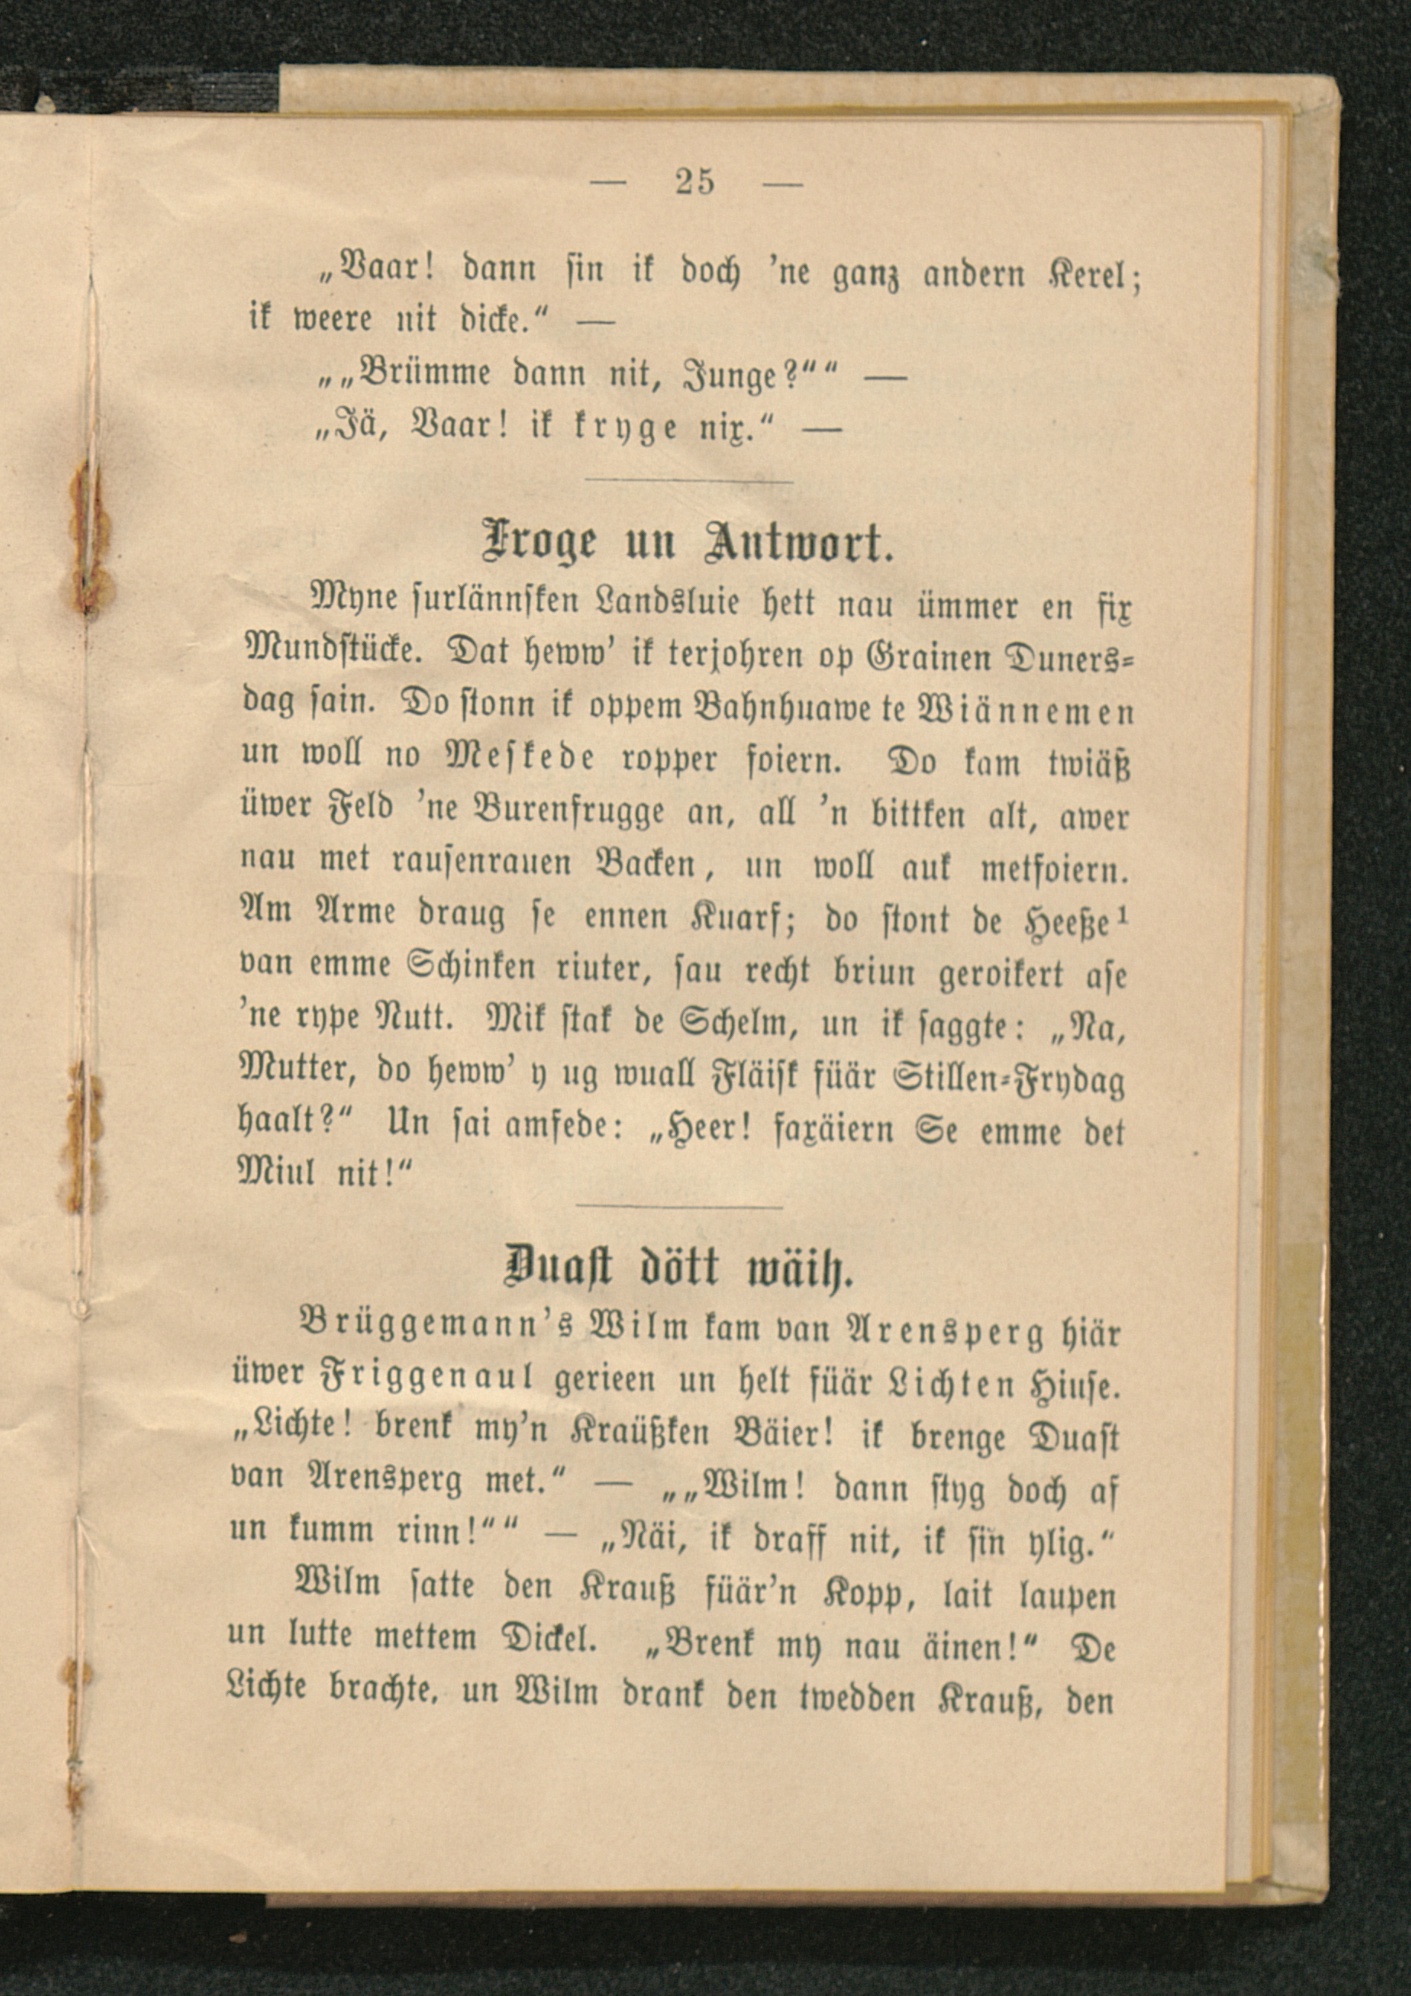 — 25 —
„Vaar! dann sin ik doch 'ne ganz andern Kerel;
ik weere nit dicke.“ —
„„Brümme dann nit, Junge?““ —
„Jä, Vaar! ik kryge nix.“ —
Froge un Antwort.
Myne surlännsken Landsluie hett nau ümmer en fix
Mundstücke. Dat heww' ik terjohren op Grainen Duners-
dag sain. Do stonn ik oppem Bahnhuawe te Wiännemen
un woll no Meskede ropper foiern. Do kam twiäß
üwer Feld 'ne Burenfrugge an, all 'n bittken alt, awer
nau met rausenrauen Backen, un woll auk metfoiern.
Am Arme draug se ennen Kuarf; do stont de Heeße¹
van emme Schinken riuter, sau recht briun geroikert ase
'ne rype Nutt. Mik stak de Schelm, un ik saggte: „Na,
Mutter, do heww' y ug wuall Fläisk füär Stillen-Frydag
haalt?“ Un sai amfede: „Heer! faxäiern Se emme det
Miul nit!“
Duast dött wäih.
Brüggemann's Wilm kam van Arensperg hiär
üwer Friggenaul gerieen un helt füär Lichten Hiuse.
„Lichte! brenk my'n Kraüßken Bäier! ik brenge Duast
van Arensperg met.“ — „„Wilm! dann styg doch af
un kumm rinn!““ — „Näi, ik draff nit, ik sin ylig.“
Wilm satte den Krauß füär'n Kopp, lait laupen
un lutte mettem Dickel. „Brenk my nau äinen!“ De
Lichte brachte, un Wilm drank den twedden Krauß, den